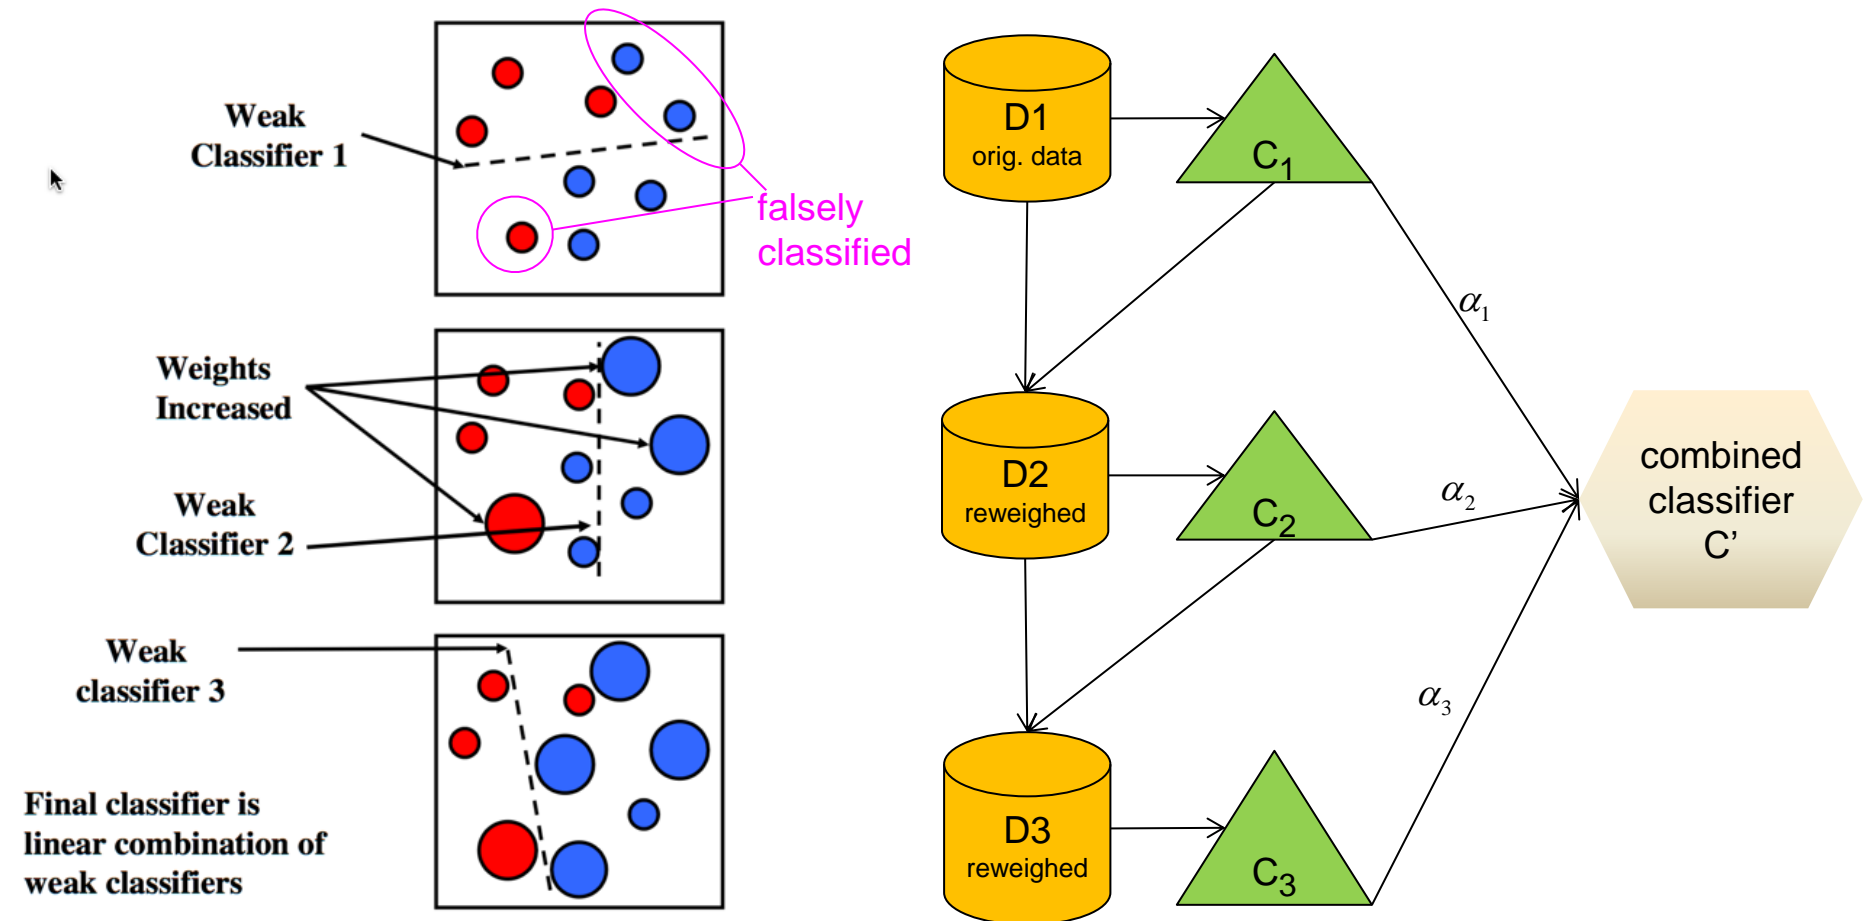 Weak
Classifier 1
falsely
classified
Weights
Increased
Weak
Classifier 2
Weak
classifier 3
Final classifier is
linear combination of
weak classifiers
D1
orig. data
C1
α1
D2
reweighed
C2
α2
combined
classifier
C’
D3
reweighed
C3
α3